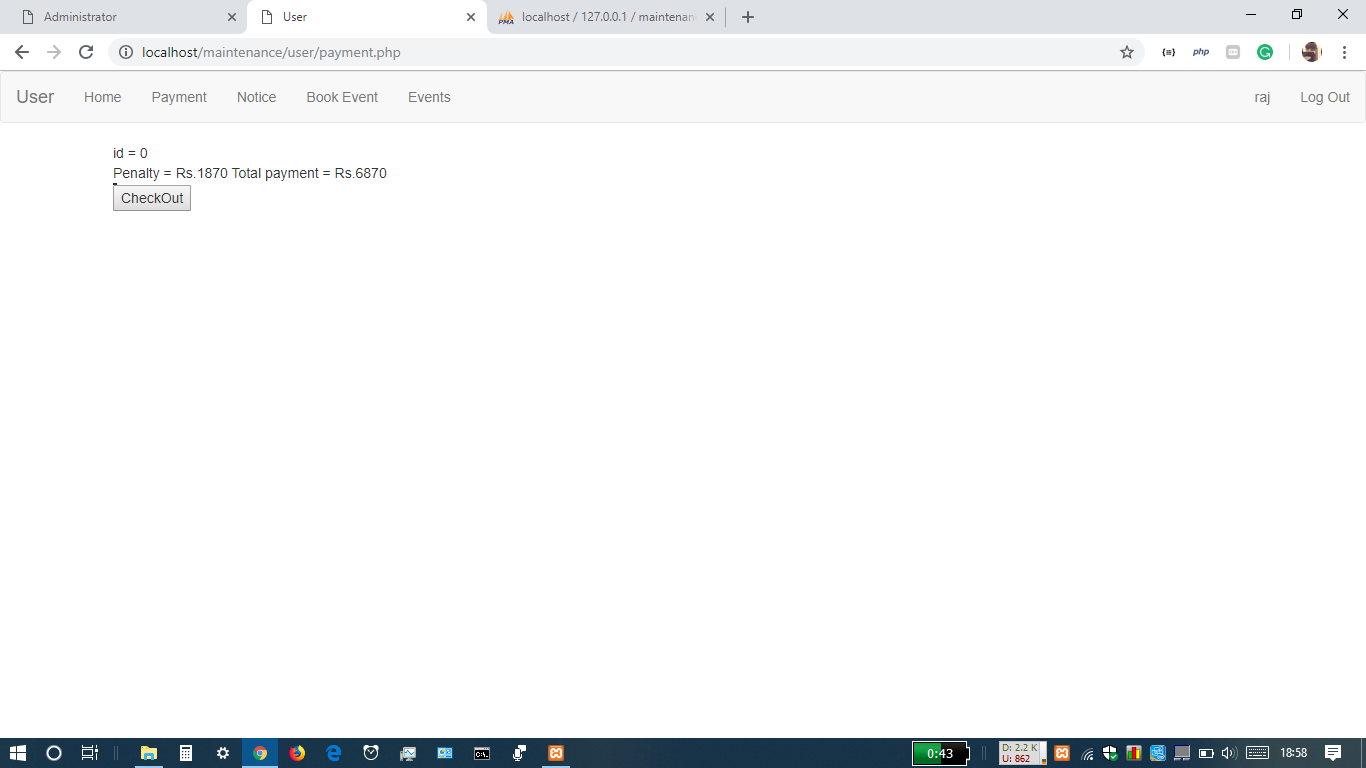 Administrator
User
localhost / 127.0.0.1 / maintenan
localhost/maintenance/user/payment.php
php
User
Home
Payment
Notice
Book Event
Events
raj
Log Out
id = 0
Penalty = Rs.1870 Total payment = Rs.6870
CheckOut
0:43
D: 2.2 K
U: 862
18:58